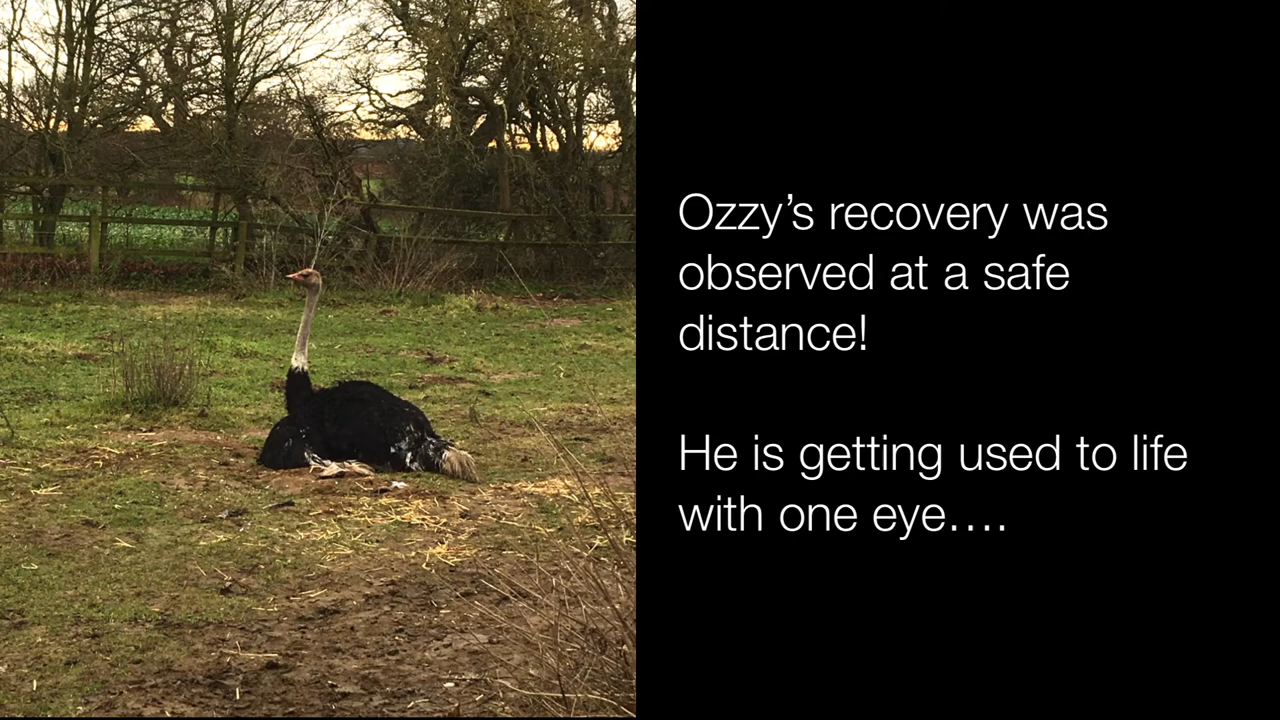 Ozzy’s recovery was
observed at a safe
distance!
He is getting used to life
with one eye….